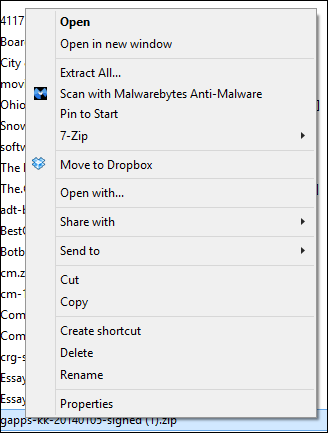 4117
Open
Boar
Open in new window
City
mov
Extract All...
Ohio
Scan with Malwarebytes Anti-Malware
]
Snow
Pin to Start
softw
7-Zip
The
Move to Dropbox
The.
Open with...
adt-b
Share with
Best
Botb
Send to
cm.z
Cut
cm-
Copy
Com
Com
Create shortcut
crg-s
Delete
Essay
Rename
Essay
Properties
gapps-kk-20140105-signed (1).zip